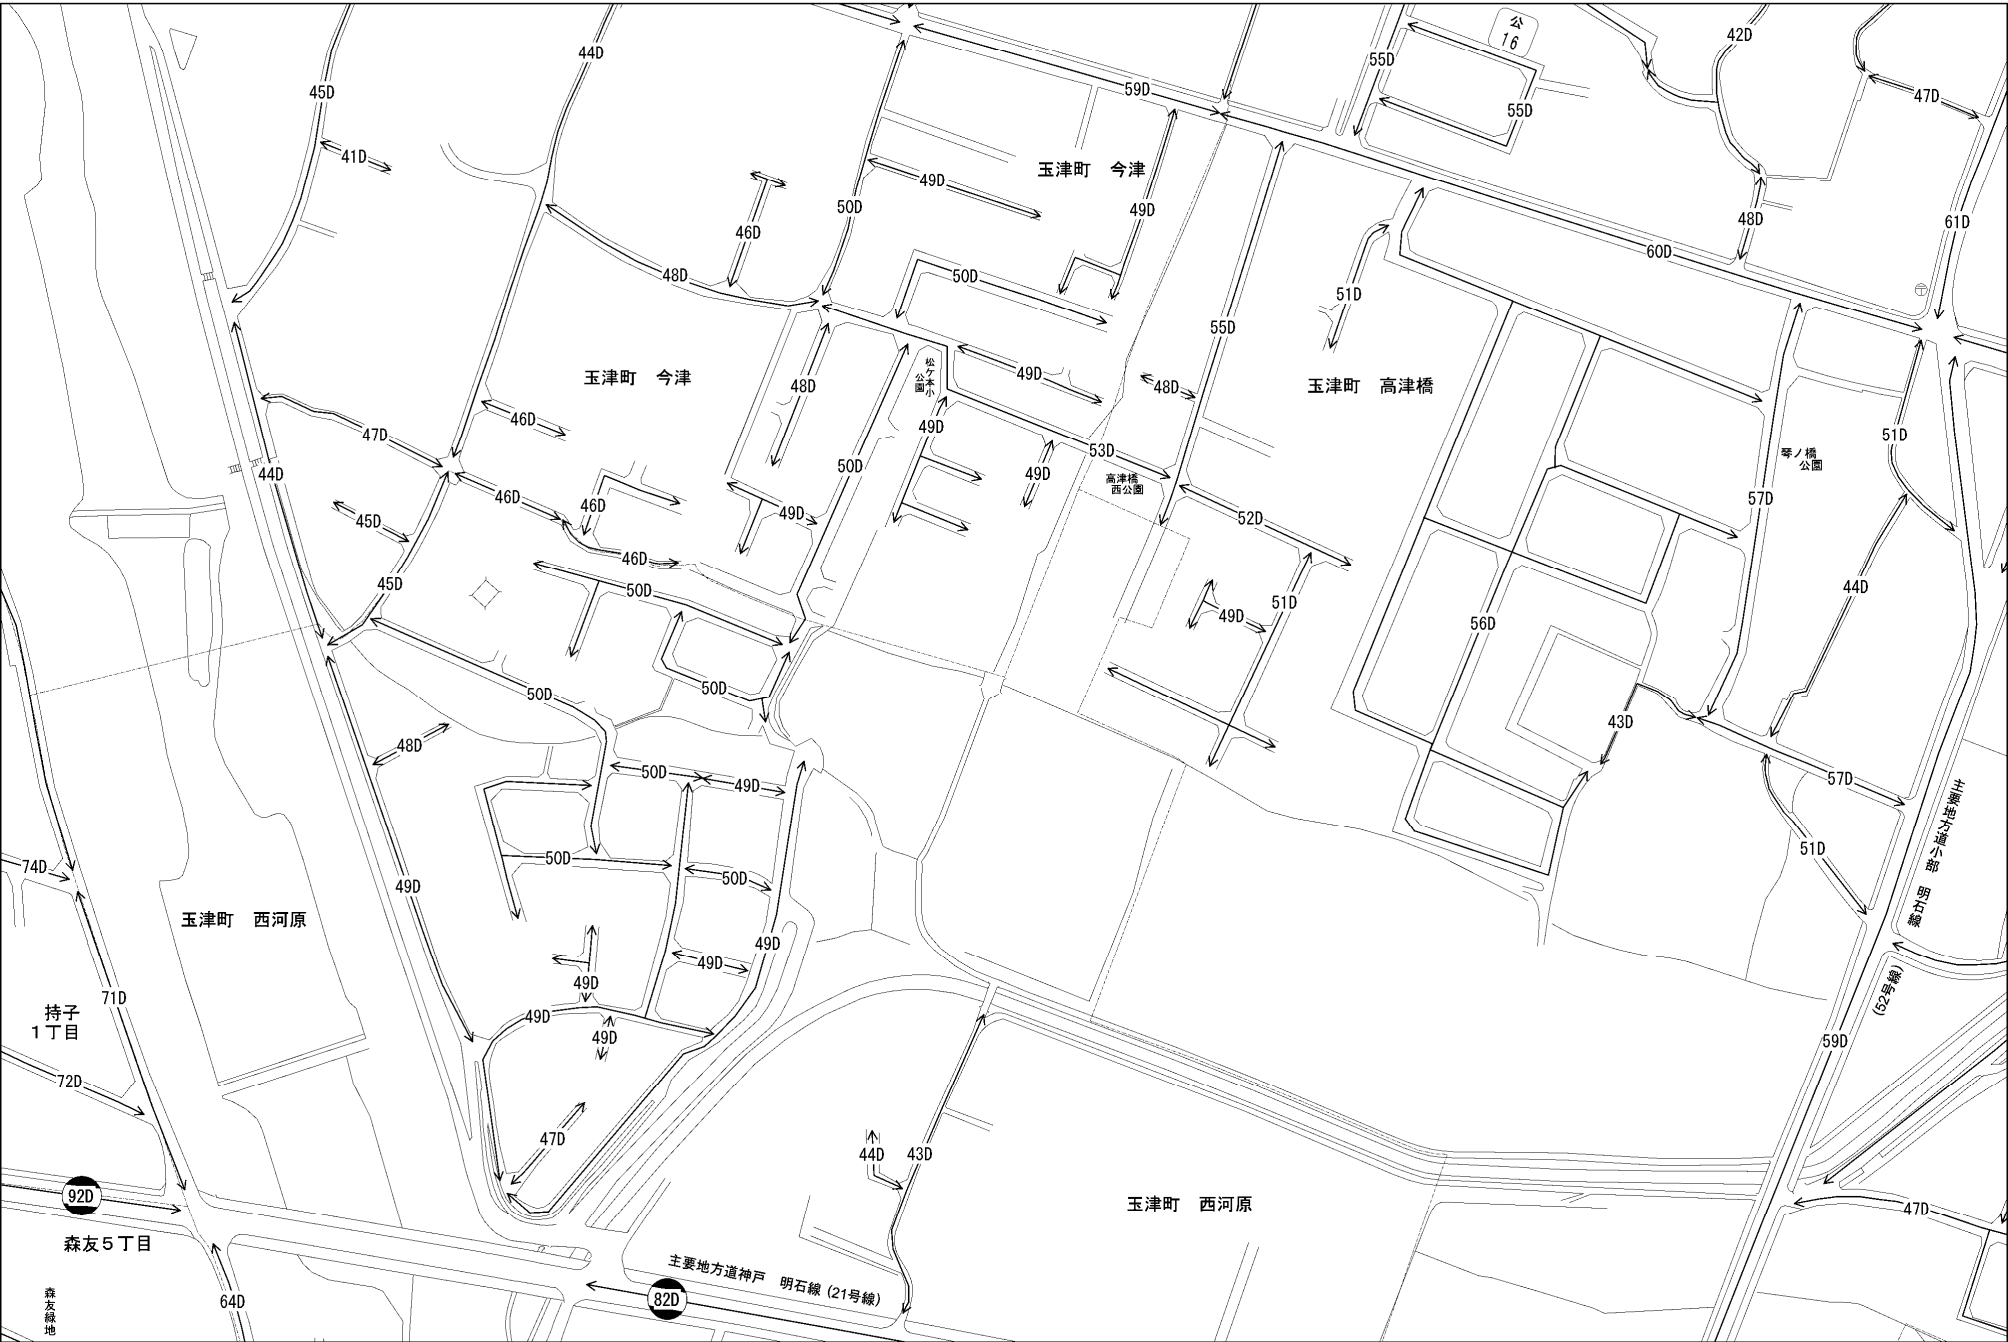 公
16
42D
44D
55D
45D
59D
47D
55D
41D
玉津町　今津
49D
50D
49D
46D
48D
61D
60D
48D
50D
51D
55D
松ケ本小
公園
玉津町　今津
49D
48D
48D
玉津町　高津橋
46D
49D
47D
51D
53D
琴ノ橋
公園
44D
50D
49D
高津橋
西公園
46D
57D
46D
45D
49D
52D
46D
45D
50D
44D
51D
49D
56D
50D
50D
43D
48D
50D
49D
57D
主要地方道小部　明石線
(52号線)
51D
50D
74D
50D
49D
玉津町　西河原
49D
49D
49D
71D
持子
1丁目
49D
49D
59D
72D
47D
44D
43D
92D
玉津町　西河原
47D
森友5丁目
主要地方道神戸　明石線 (21号線)
82D
64D
森友緑地